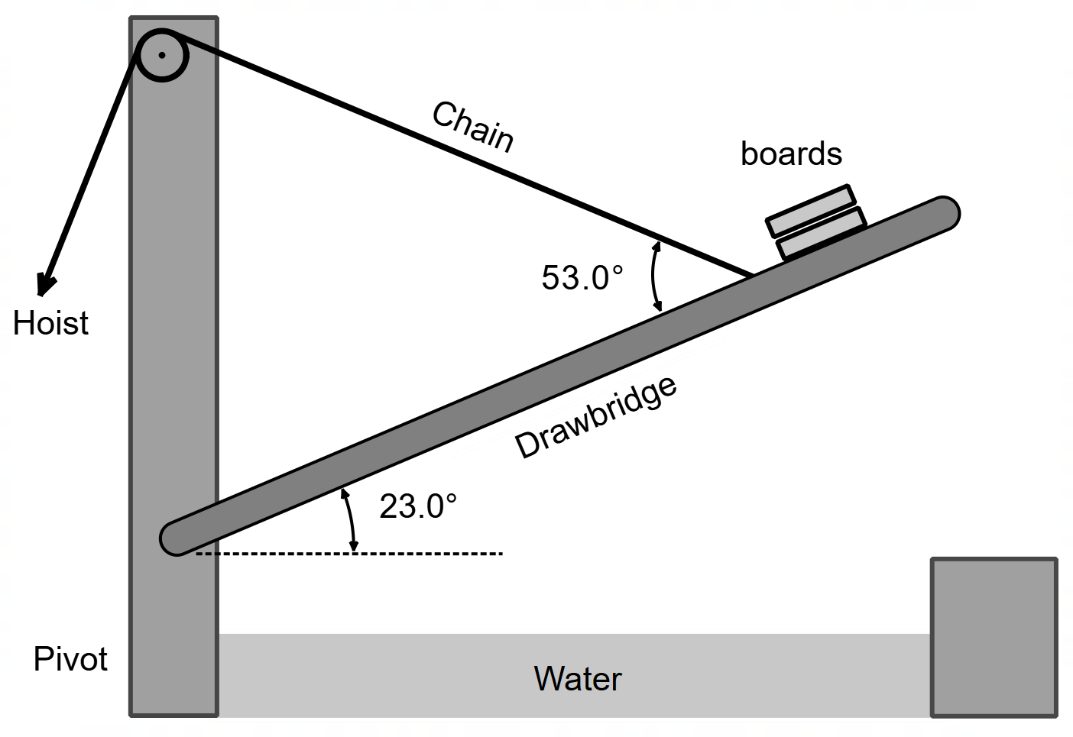 Chain
boards
53.0°
Hoist
Drawbridge
23.0°
Pivot
Water